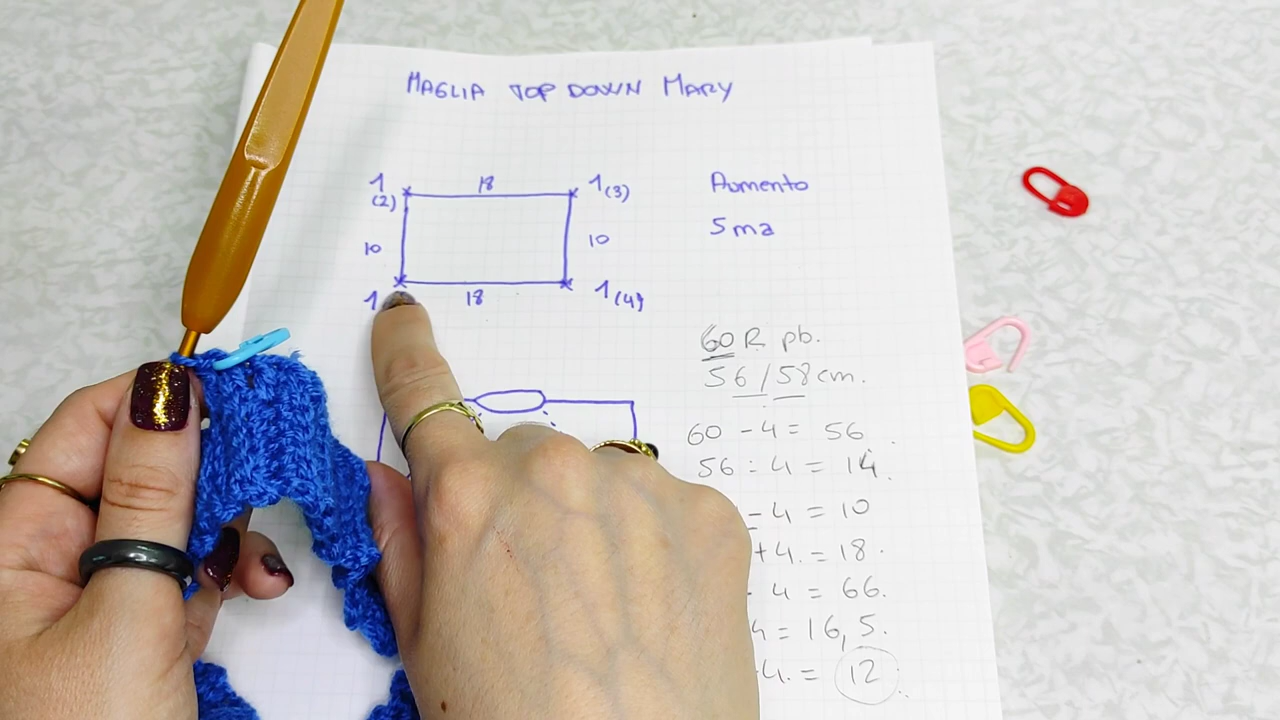 MAGLIA TOP DOWN MARY
1 18 1(3)
(2)
10 10
1 18 1(4)
Aumento
5 ma
60 R pb.
56/58 cm.
60 - 4 = 56
56 : 4 = 14.
- 4 = 10
+4. = 18.
4 = 66.
4 = 16,5.
4. = 12